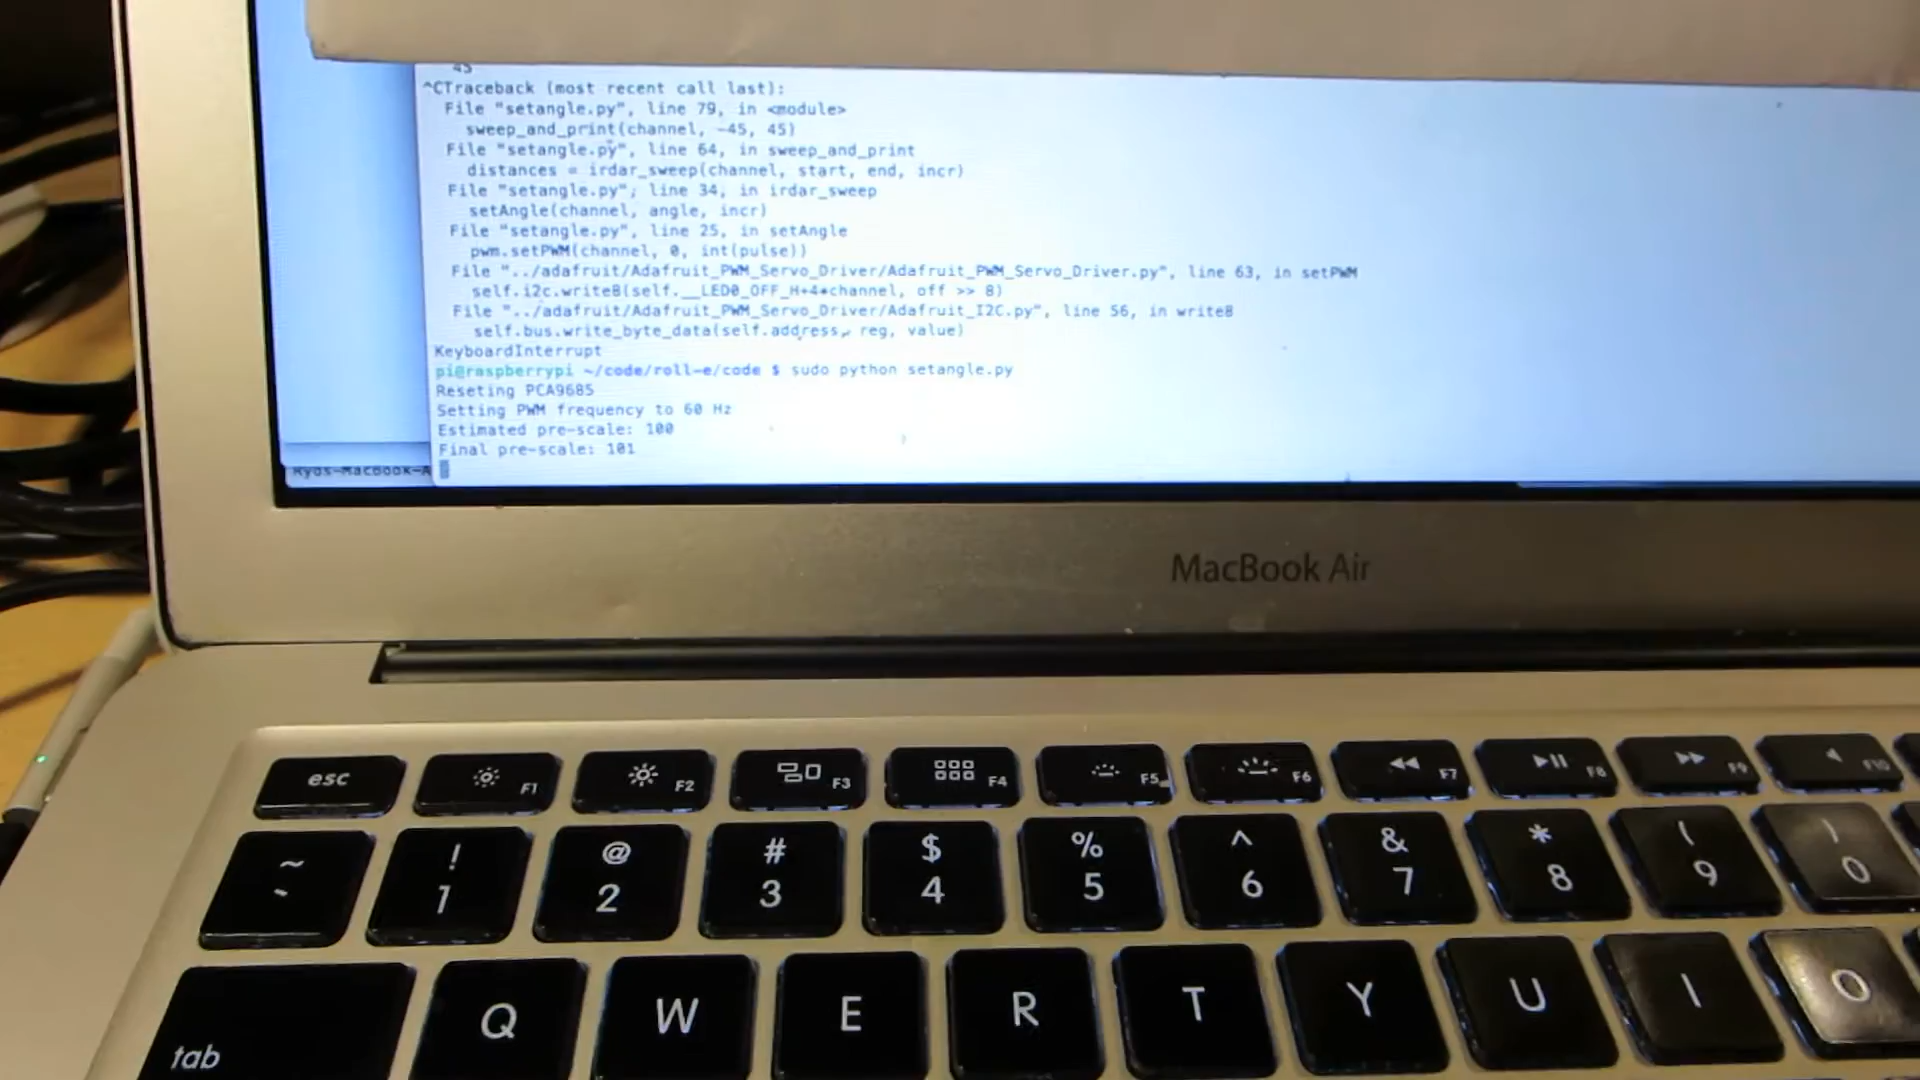 45
^CTraceback (most recent call last):
File "setangle.py", line 79, in <module>
sweep_and_print(channel, -45, 45)
File "setangle.py", line 64, in sweep_and_print
distances = irdar_sweep(channel, start, end, incr)
File "setangle.py", line 34, in irdar_sweep
setAngle(channel, angle, incr)
File "setangle.py", line 25, in setAngle
pwm.setPWM(channel, 0, int(pulse))
File "../adafruit/Adafruit_PWM_Servo_Driver/Adafruit_PWM_Servo_Driver.py", line 63, in setPWM
self.i2c.write8(self.__LED0_OFF_H+4*channel, off >> 8)
File "../adafruit/Adafruit_PWM_Servo_Driver/Adafruit_I2C.py", line 56, in write8
self.bus.write_byte_data(self.address, reg, value)
KeyboardInterrupt
pi@raspberrypi ~/code/roll-e/code $ sudo python setangle.py
Reseting PCA9685
Setting PWM frequency to 60 Hz
Estimated pre-scale: 100
Final pre-scale: 101
Ryds-MacBook-A
MacBook Air
esc F1 F2 F3 F4 F5 F6 F7 F8 F9 F10
~ ! @ # $ % ^ & * ( )
` 1 2 3 4 5 6 7 8 9 0
tab Q W E R T Y U I O